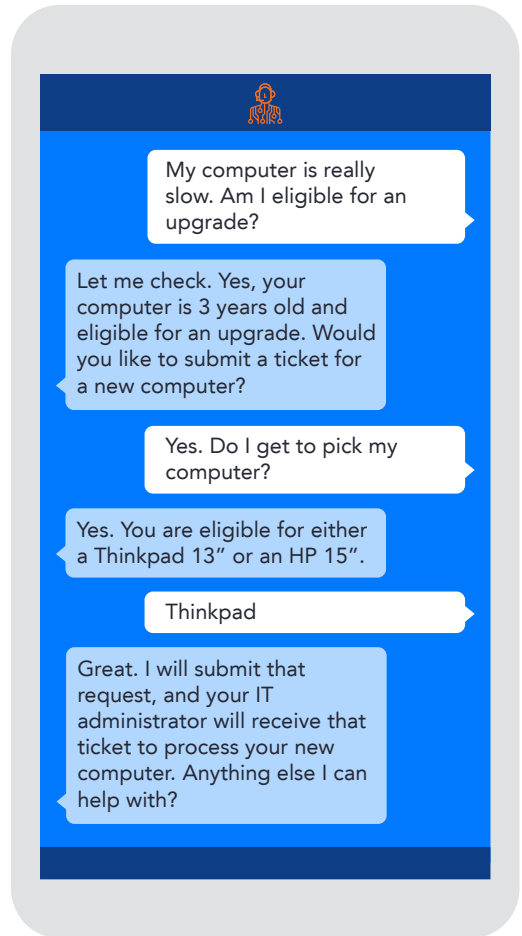 My computer is really
slow. Am I eligible for an
upgrade?
Let me check. Yes, your
computer is 3 years old and
eligible for an upgrade. Would
you like to submit a ticket for
a new computer?
Yes. Do I get to pick my
computer?
Yes. You are eligible for either
a Thinkpad 13” or an HP 15”.
Thinkpad
Great. I will submit that
request, and your IT
administrator will receive that
ticket to process your new
computer. Anything else I can
help with?